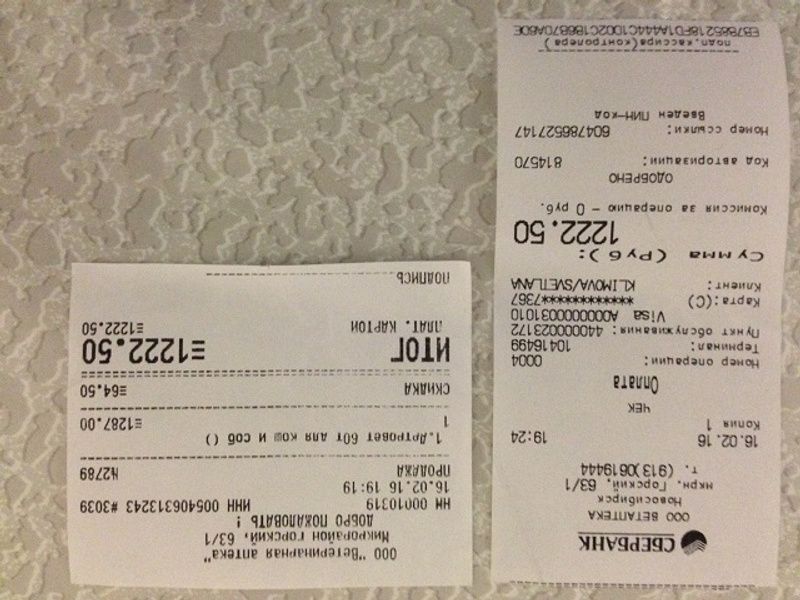 ООО "Ветеринарная аптека"
Микрорайон Горский, 63/1
ДОБРО ПОЖАЛОВАТЬ !
НМ 00010319 ИНН 005406313243 #3039
16.02.16 19:19
ПРОДАЖА N2789
1.Артровет 60т для кош и соб ()
1 ≡1287.00
СКИДКА ≡64.50
ИТОГ ≡1222.50
ПЛАТ. КАРТОЙ ≡1222.50
ПОДПИСЬ
СБЕРБАНК
ООО ВЕТАПТЕКА
Новосибирск
мкрн. Горский, 63/1
т. (913)0619444
16.02.16 19:24
Копия 1
ЧЕК
Оплата
Номер операции: 0004
Терминал: 10416499
Пункт обслуживания: 440000023172
Visa A0000000031010
Карта:(C) ************7367
Клиент: KLIMOVA/SVETLANA
Сумма (Руб):
1222.50
Комиссия за операцию - 0 руб.
ОДОБРЕНО
Код авторизации: 814570
Номер ссылки: 604786527147
Введен ПИН-код
подп.кассира(контролера)
EB7865218FD1A444C1D02C1B6B70A60E